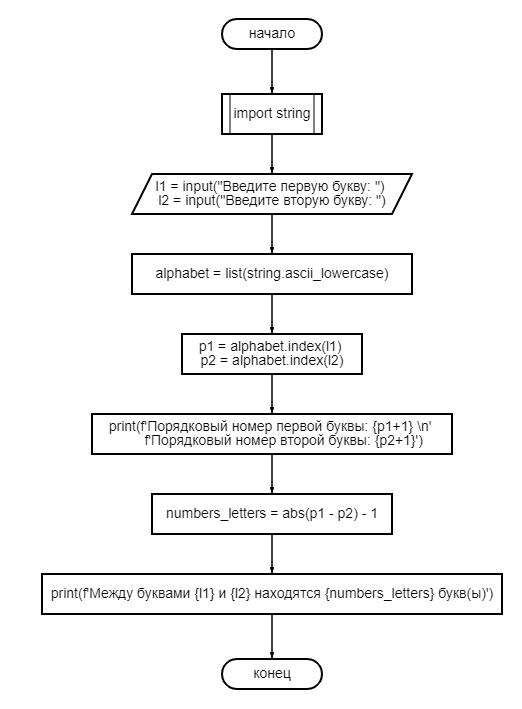 начало
import string
l1 = input("Введите первую букву: ")
l2 = input("Введите вторую букву: ")
alphabet = list(string.ascii_lowercase)
p1 = alphabet.index(l1)
p2 = alphabet.index(l2)
print(f'Порядковый номер первой буквы: {p1+1} \n'
f'Порядковый номер второй буквы: {p2+1}')
numbers_letters = abs(p1 - p2) - 1
print(f'Между буквами {l1} и {l2} находятся {numbers_letters} букв(ы)')
конец